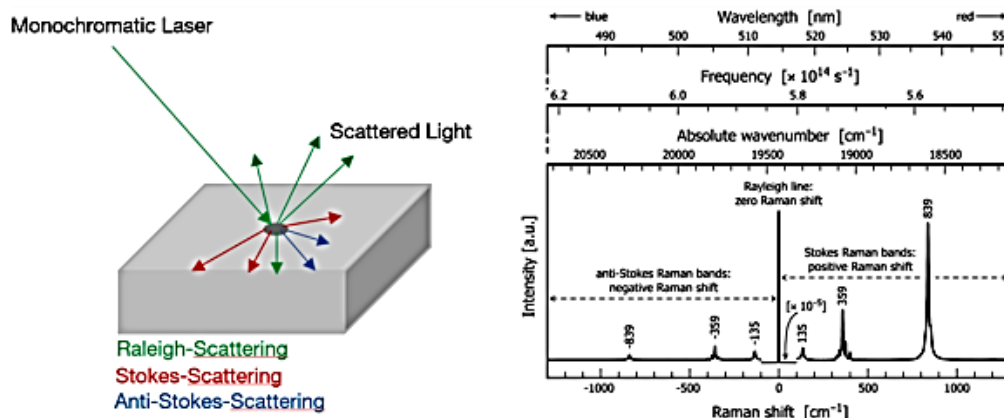 Monochromatic Laser
Scattered Light
Raleigh-Scattering
Stokes-Scattering
Anti-Stokes-Scattering
blue Wavelength [nm] red
490 500 510 520 530 540 550
Frequency [× 10¹⁴ s⁻¹]
6.2 6.0 5.8 5.6
Absolute wavenumber [cm⁻¹]
20500 20000 19500 19000 18500
Rayleigh line:
zero Raman shift
839
Stokes Raman bands:
positive Raman shift
anti-Stokes Raman bands:
negative Raman shift
[× 10⁻⁵]
359
-839
-359
-135
135
Intensity [a.u.]
-1000 -500 0 500 1000
Raman shift [cm⁻¹]